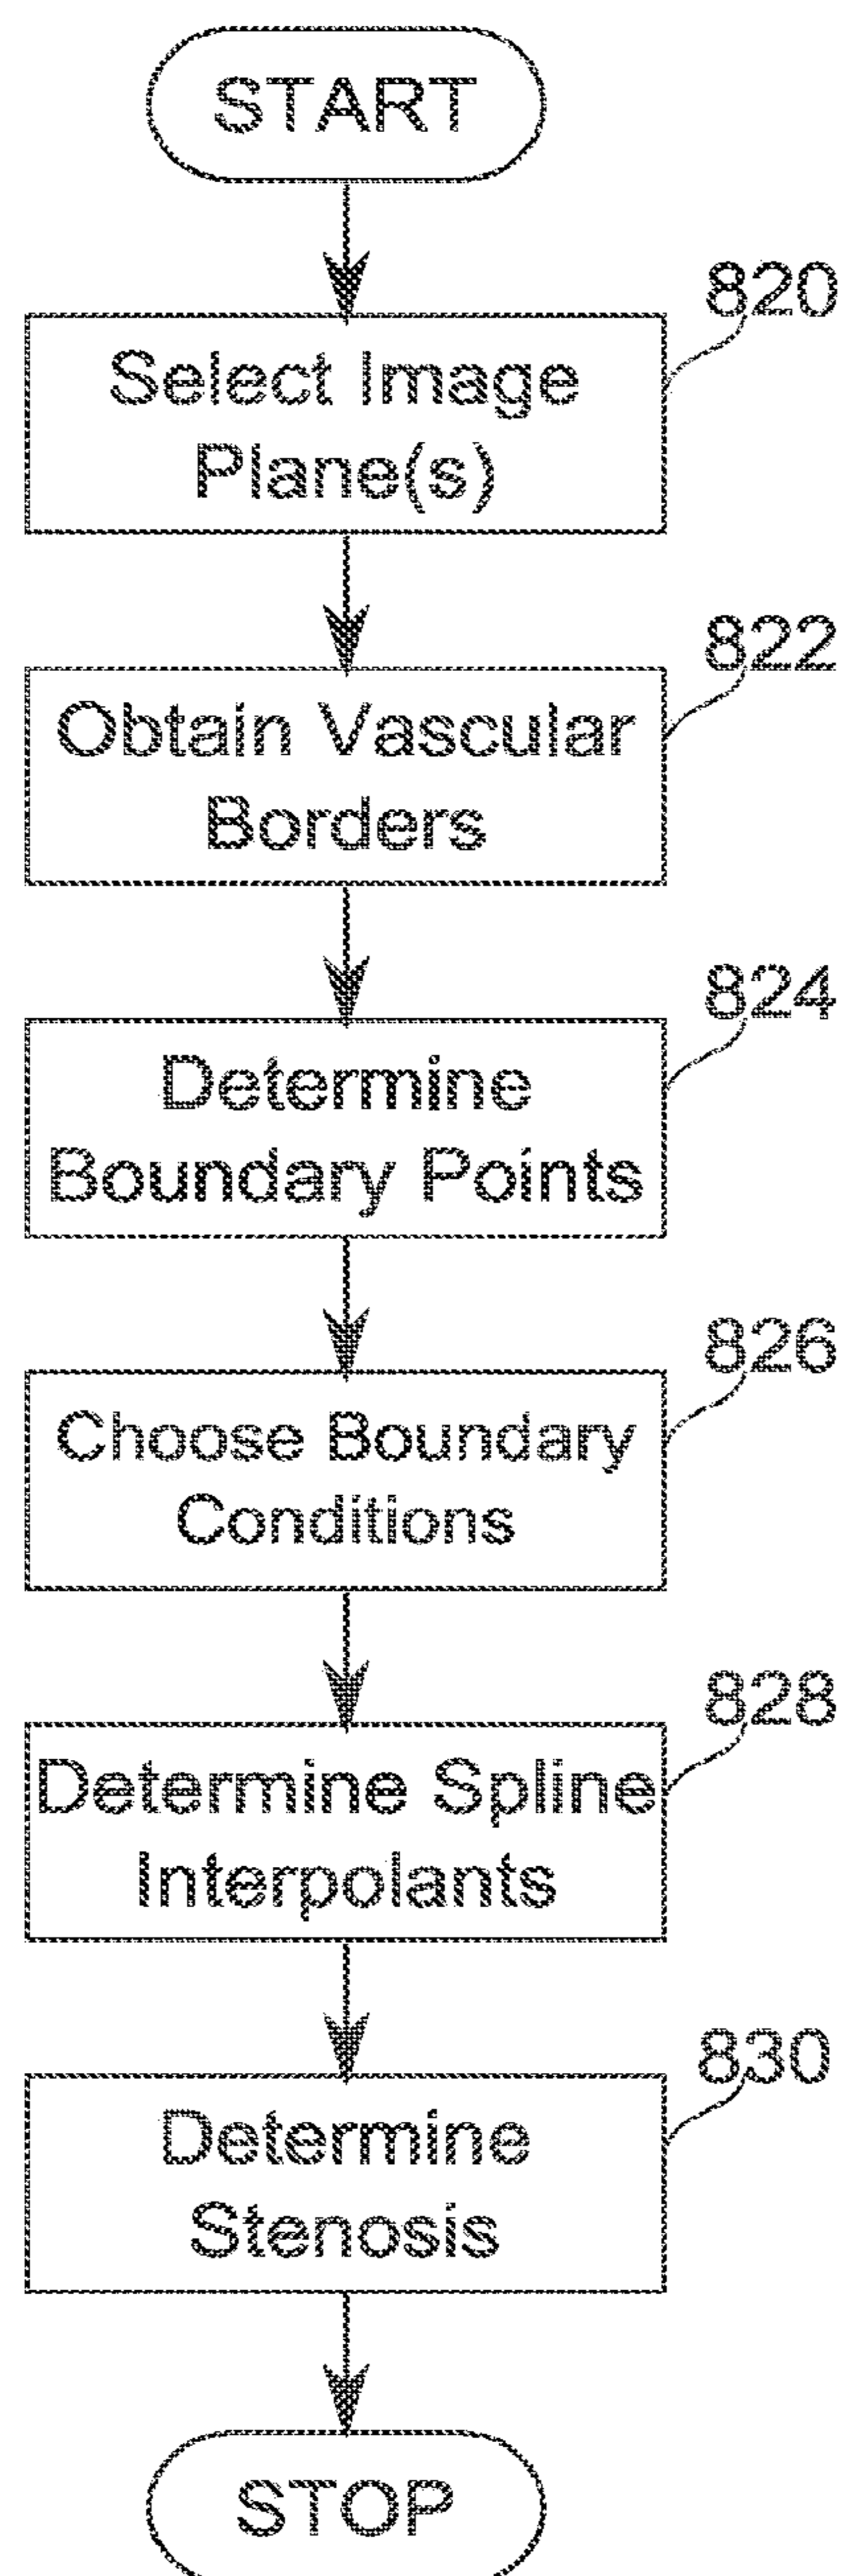 START
820
Select Image
Plane(s)
822
Obtain Vascular
Borders
824
Determine
Boundary Points
826
Choose Boundary
Conditions
828
Determine Spline
Interpolants
830
Determine
Stenosis
STOP